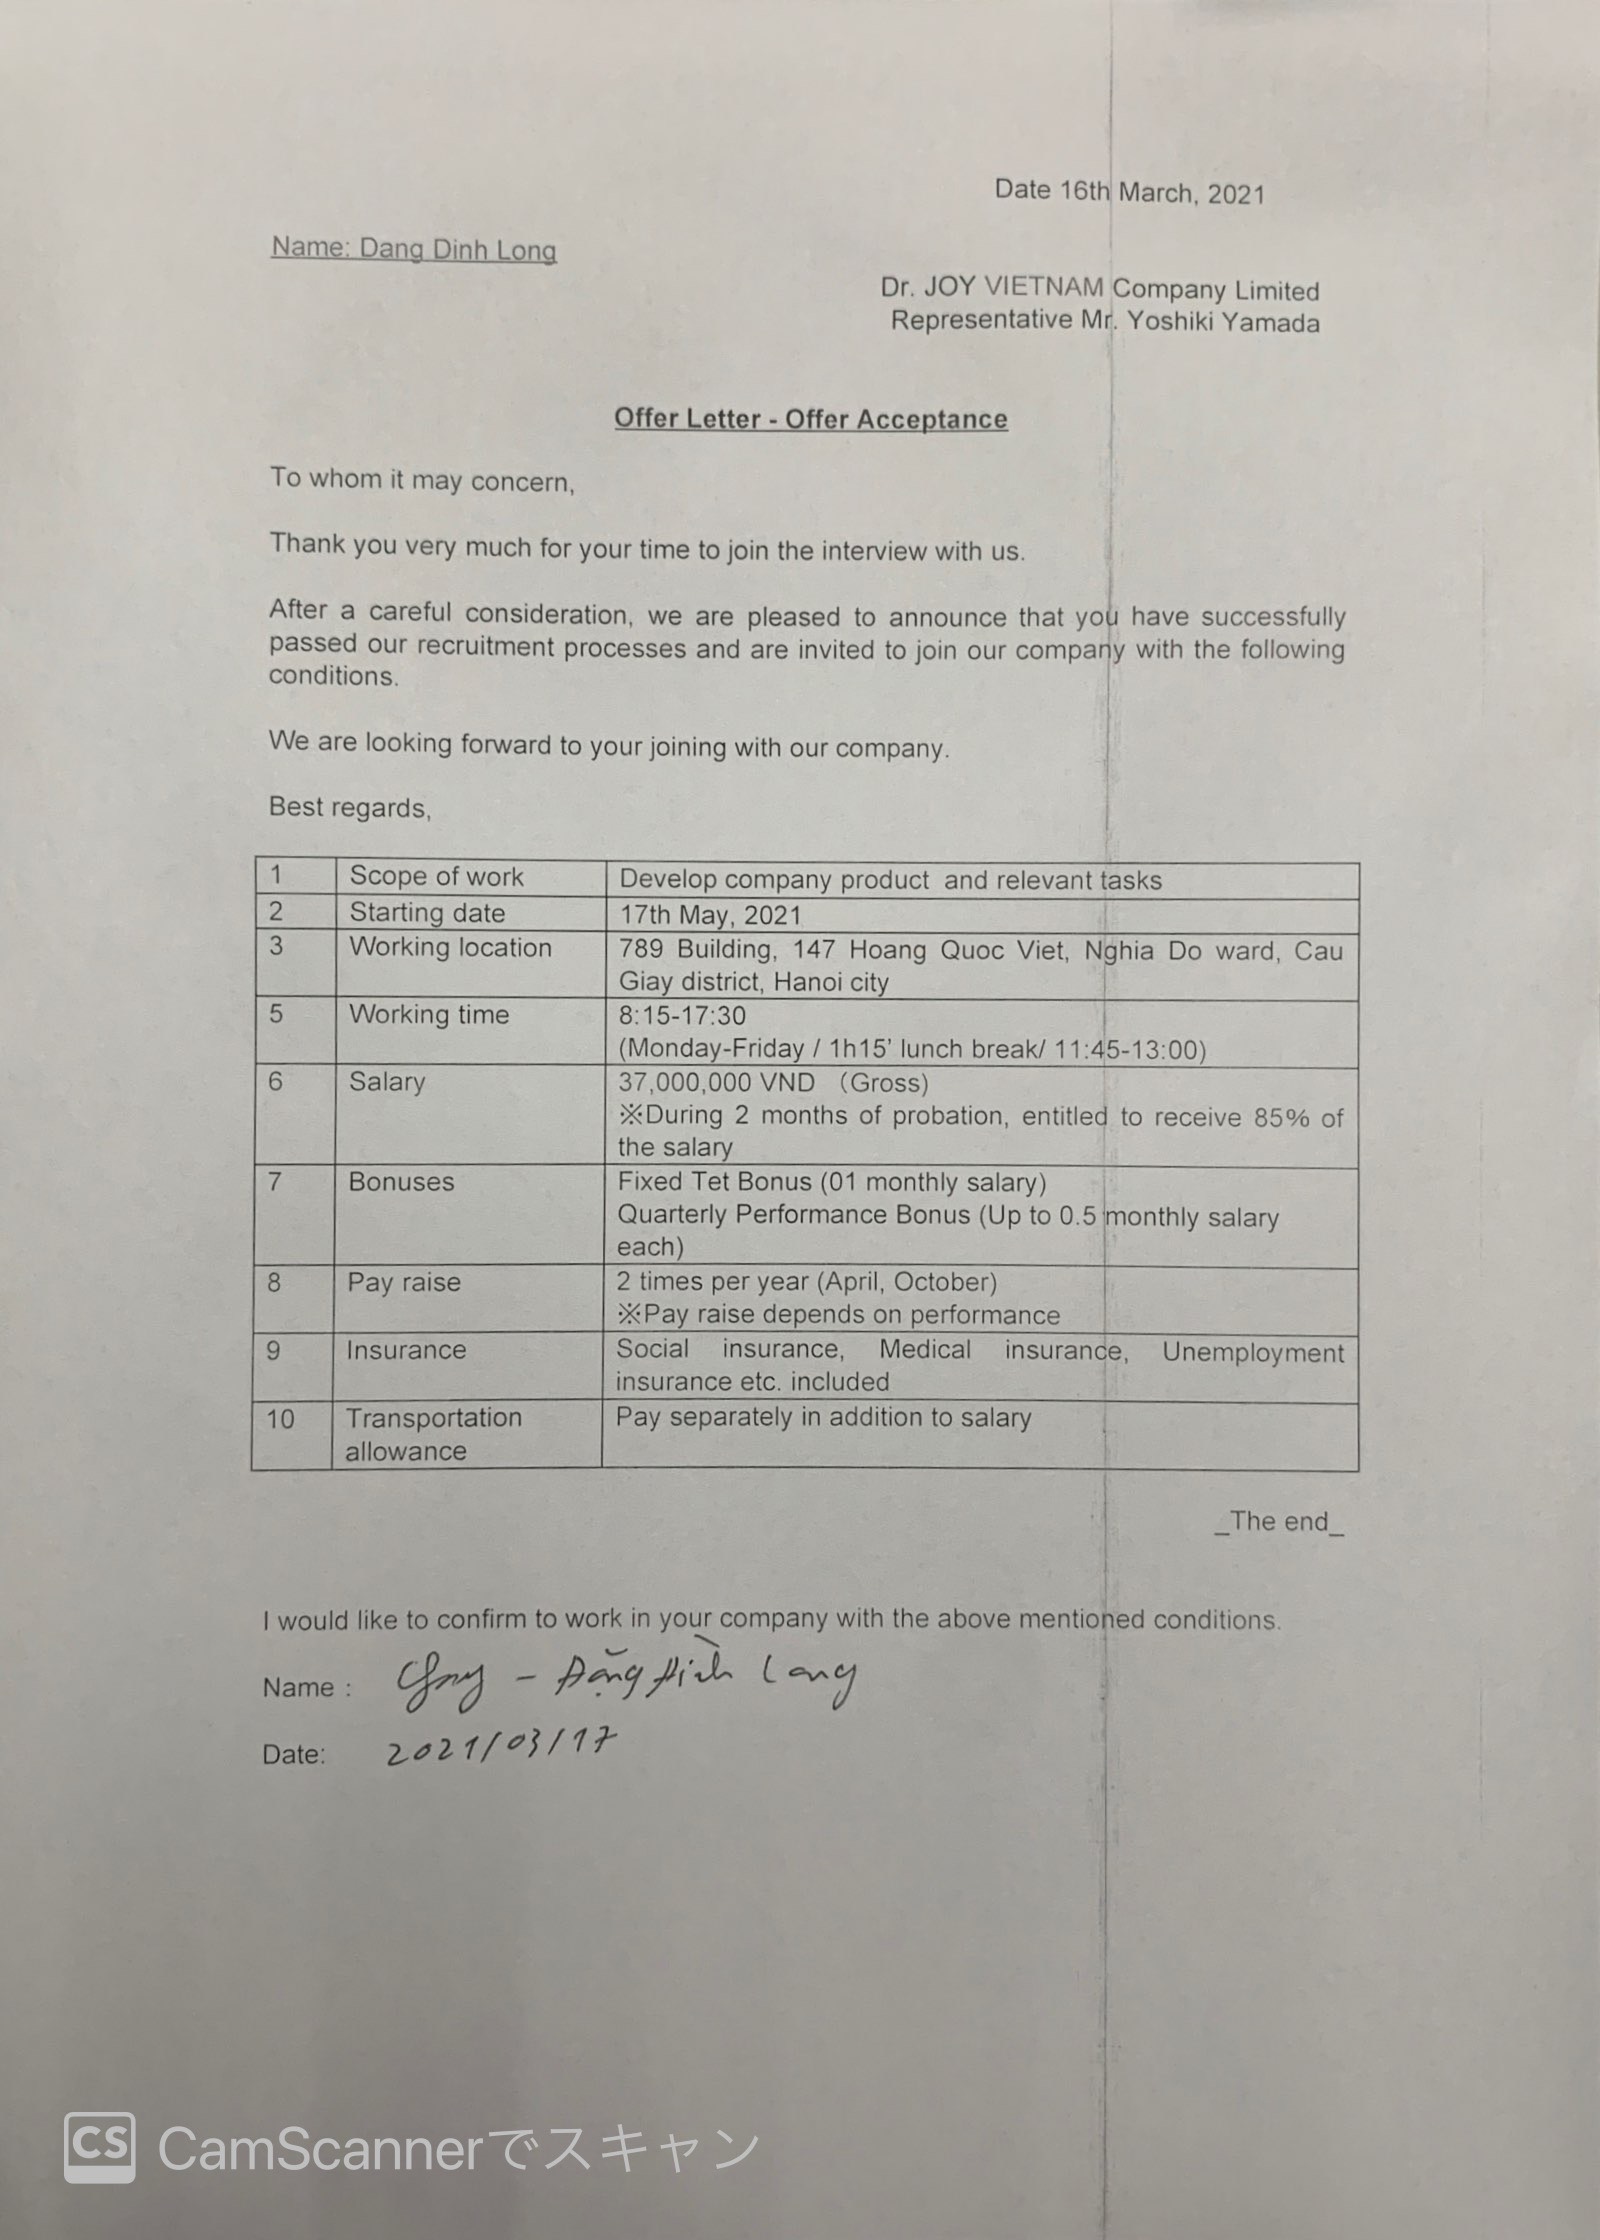 Date 16th March, 2021
Name: Dang Dinh Long
Dr. JOY VIETNAM Company Limited
Representative Mr. Yoshiki Yamada
Offer Letter - Offer Acceptance
To whom it may concern,
Thank you very much for your time to join the interview with us.
After a careful consideration, we are pleased to announce that you have successfully
passed our recruitment processes and are invited to join our company with the following
conditions.
We are looking forward to your joining with our company.
Best regards,
1 Scope of work Develop company product and relevant tasks
2 Starting date 17th May, 2021
3 Working location 789 Building, 147 Hoang Quoc Viet, Nghia Do ward, Cau
Giay district, Hanoi city
5 Working time 8:15-17:30
(Monday-Friday / 1h15' lunch break/ 11:45-13:00)
6 Salary 37,000,000 VND （Gross)
※During 2 months of probation, entitled to receive 85% of
the salary
7 Bonuses Fixed Tet Bonus (01 monthly salary)
Quarterly Performance Bonus (Up to 0.5 monthly salary
each)
8 Pay raise 2 times per year (April, October)
※Pay raise depends on performance
9 Insurance Social insurance, Medical insurance, Unemployment
insurance etc. included
10 Transportation Pay separately in addition to salary
allowance
_The end_
I would like to confirm to work in your company with the above mentioned conditions.
Name : - Đặng Đình Long
Date: 2021/03/17
CS CamScannerでスキャン